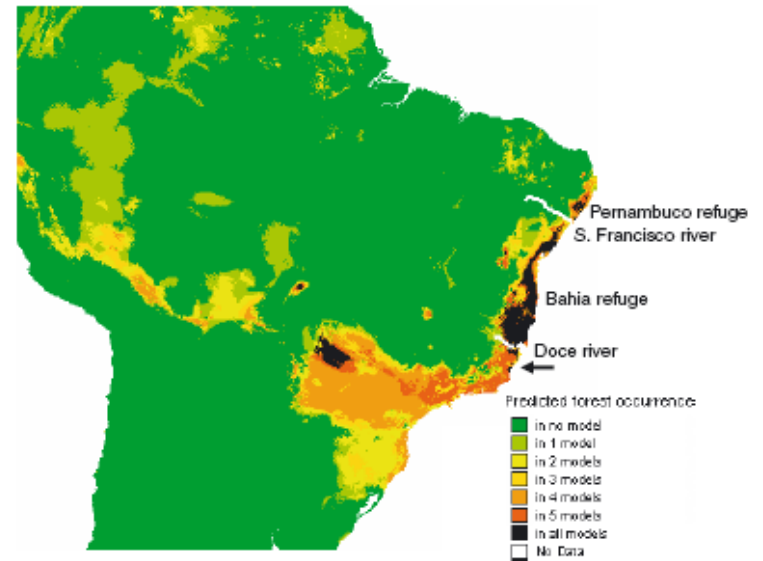 Pernambuco refuge
S. Francisco river
Bahia refuge
Doce river
Predicted forest occurrence:
in no model
in 1 model
in 2 models
in 3 models
in 4 models
in 5 models
in all models
No Data